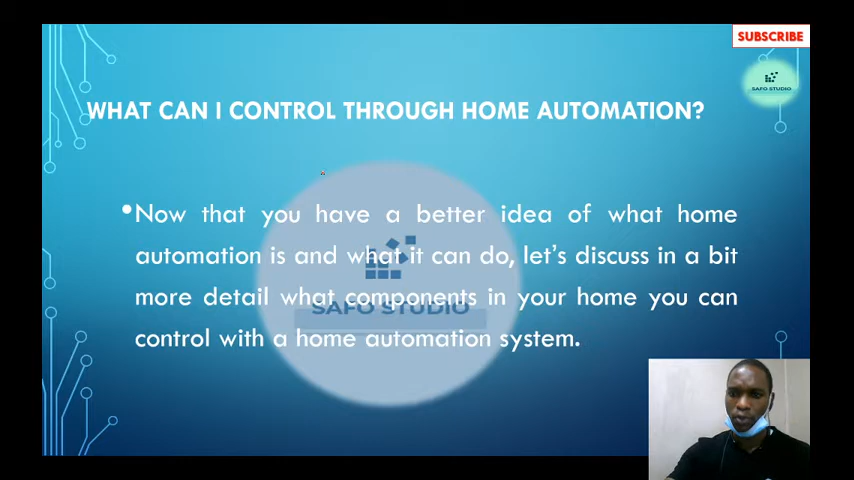 SUBSCRIBE
SAFO STUDIO
WHAT CAN I CONTROL THROUGH HOME AUTOMATION?
•Now that you have a better idea of what home
automation is and what it can do, let's discuss in a bit
more detail what components in your home you can
control with a home automation system.
SAFO STUDIO